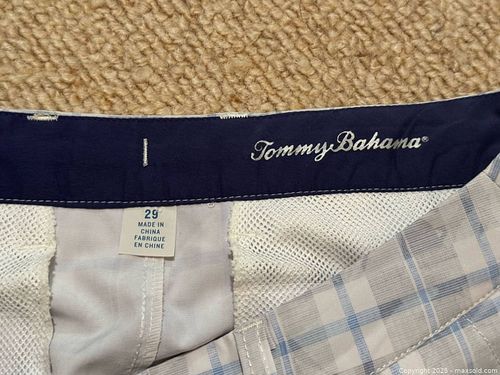 Tommy Bahama®
29
MADE IN
CHINA
FABRIQUE
EN CHINE
Copyright 2025 - maxsold.com